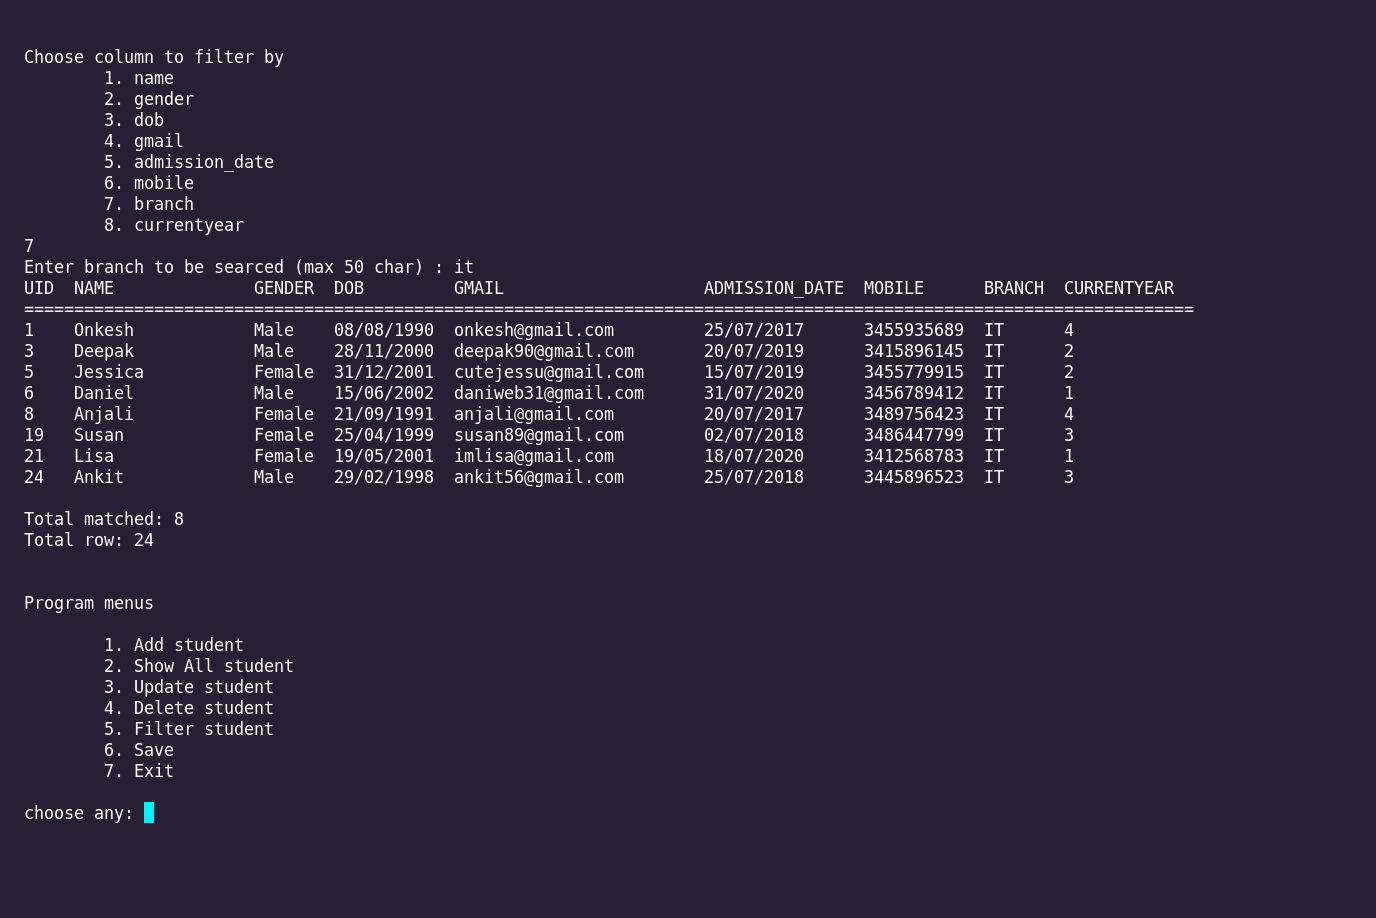 Choose column to filter by
        1. name
        2. gender
        3. dob
        4. gmail
        5. admission_date
        6. mobile
        7. branch
        8. currentyear
7
Enter branch to be searced (max 50 char) : it
UID  NAME              GENDER  DOB         GMAIL                    ADMISSION_DATE  MOBILE      BRANCH  CURRENTYEAR
=====================================================================================================================
1    Onkesh            Male    08/08/1990  onkesh@gmail.com         25/07/2017      3455935689  IT      4
3    Deepak            Male    28/11/2000  deepak90@gmail.com       20/07/2019      3415896145  IT      2
5    Jessica           Female  31/12/2001  cutejessu@gmail.com      15/07/2019      3455779915  IT      2
6    Daniel            Male    15/06/2002  daniweb31@gmail.com      31/07/2020      3456789412  IT      1
8    Anjali            Female  21/09/1991  anjali@gmail.com         20/07/2017      3489756423  IT      4
19   Susan             Female  25/04/1999  susan89@gmail.com        02/07/2018      3486447799  IT      3
21   Lisa              Female  19/05/2001  imlisa@gmail.com         18/07/2020      3412568783  IT      1
24   Ankit             Male    29/02/1998  ankit56@gmail.com        25/07/2018      3445896523  IT      3
Total matched: 8
Total row: 24
Program menus
        1. Add student
        2. Show All student
        3. Update student
        4. Delete student
        5. Filter student
        6. Save
        7. Exit
choose any: